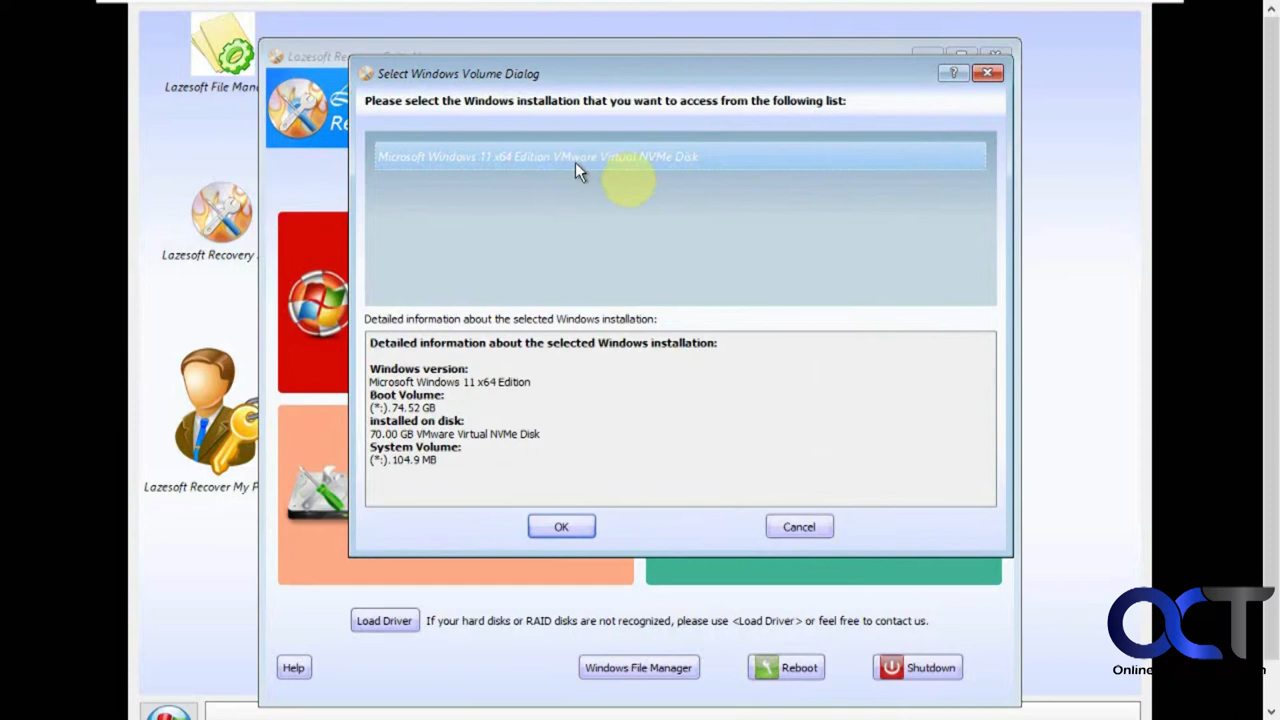 Lazesoft File Man
Lazesoft Re
Select Windows Volume Dialog
Please select the Windows installation that you want to access from the following list:
Re
Microsoft Windows 11 x64 Edition VMware Virtual NVMe Disk
Lazesoft Recovery
Detailed information about the selected Windows installation:
Detailed information about the selected Windows installation:
Windows version:
Microsoft Windows 11 x64 Edition
Boot Volume:
(*:). 74.52 GB
installed on disk:
70.00 GB VMware Virtual NVMe Disk
System Volume:
(*:). 104.9 MB
Lazesoft Recover My P
OK
Cancel
Load Driver
If your hard disks or RAID disks are not recognized, please use <Load Driver> or feel free to contact us.
Help
Windows File Manager
Reboot
Shutdown
OCT
Onlin